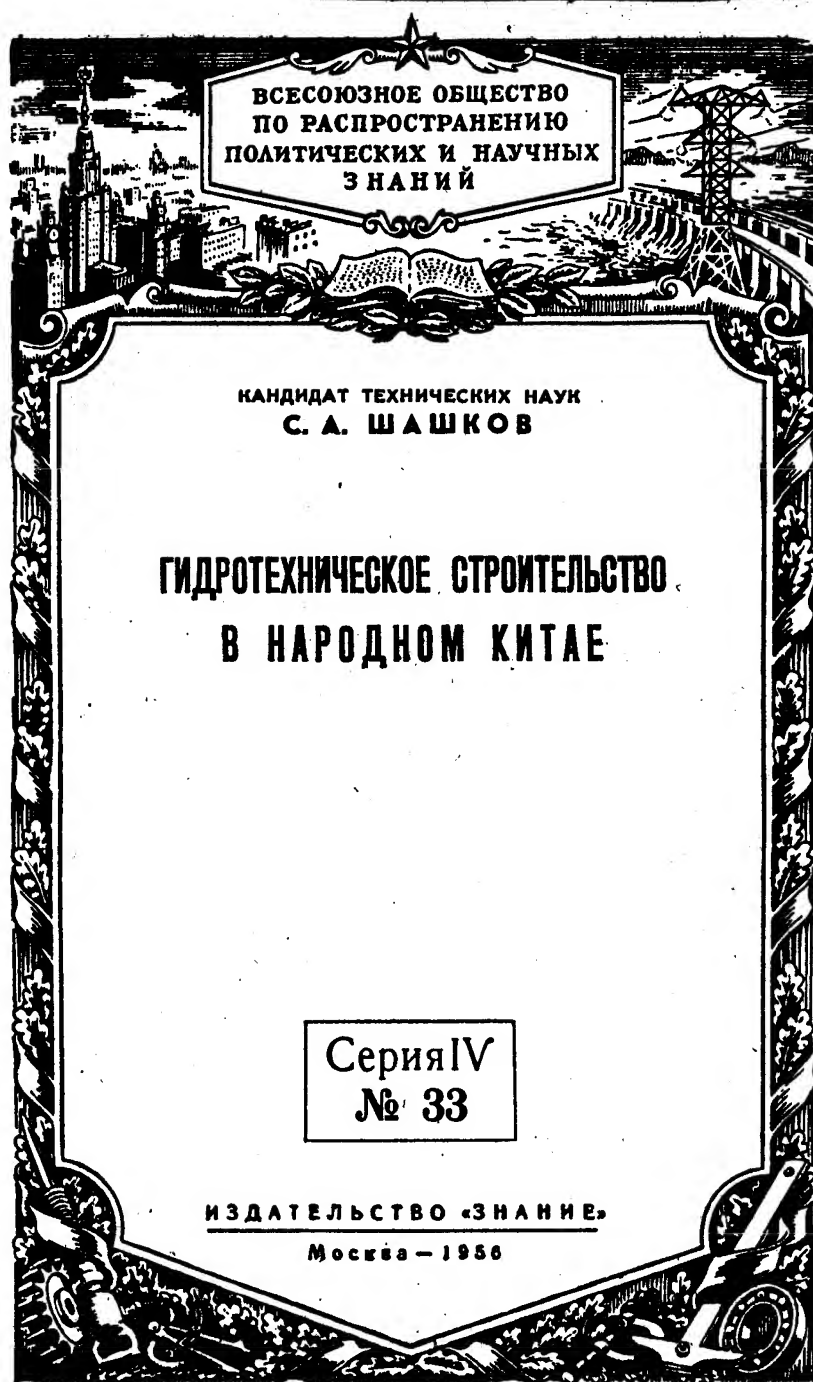 ВСЕСОЮЗНОЕ ОБЩЕСТВО
ПО РАСПРОСТРАНЕНИЮ
ПОЛИТИЧЕСКИХ И НАУЧНЫХ
ЗНАНИЙ
КАНДИДАТ ТЕХНИЧЕСКИХ НАУК
С. А. ШАШКОВ
ГИДРОТЕХНИЧЕСКОЕ СТРОИТЕЛЬСТВО
В НАРОДНОМ КИТАЕ
Серия IV
№ 33
ИЗДАТЕЛЬСТВО «ЗНАНИЕ»
Москва — 1956